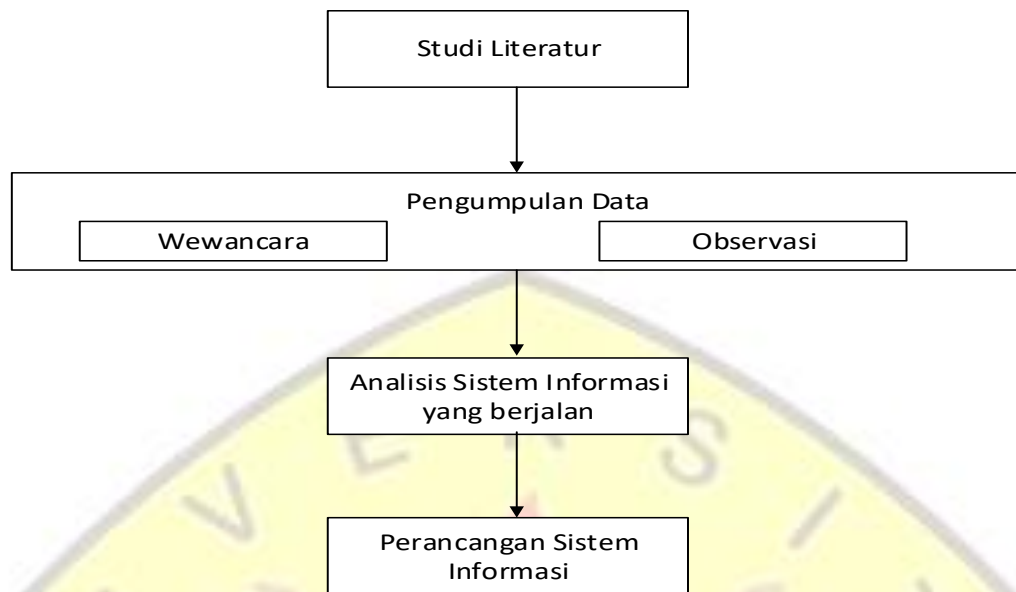 Studi Literatur
Pengumpulan Data
Wewancara
Observasi
Analisis Sistem Informasi
yang berjalan
V E R S I
Perancangan Sistem
Informasi